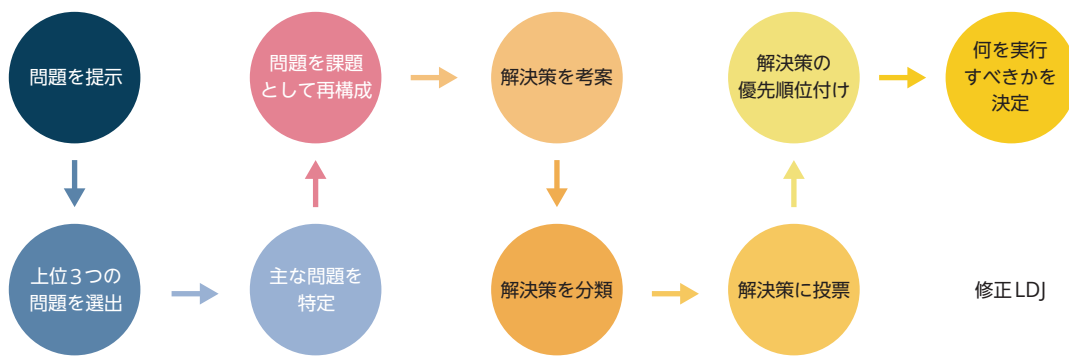 問題を提示
上位3つの
問題を選出
主な問題を
特定
問題を課題
として再構成
解決策を考案
解決策を分類
解決策に投票
解決策の
優先順位付け
何を実行
すべきかを
決定
修正LDJ